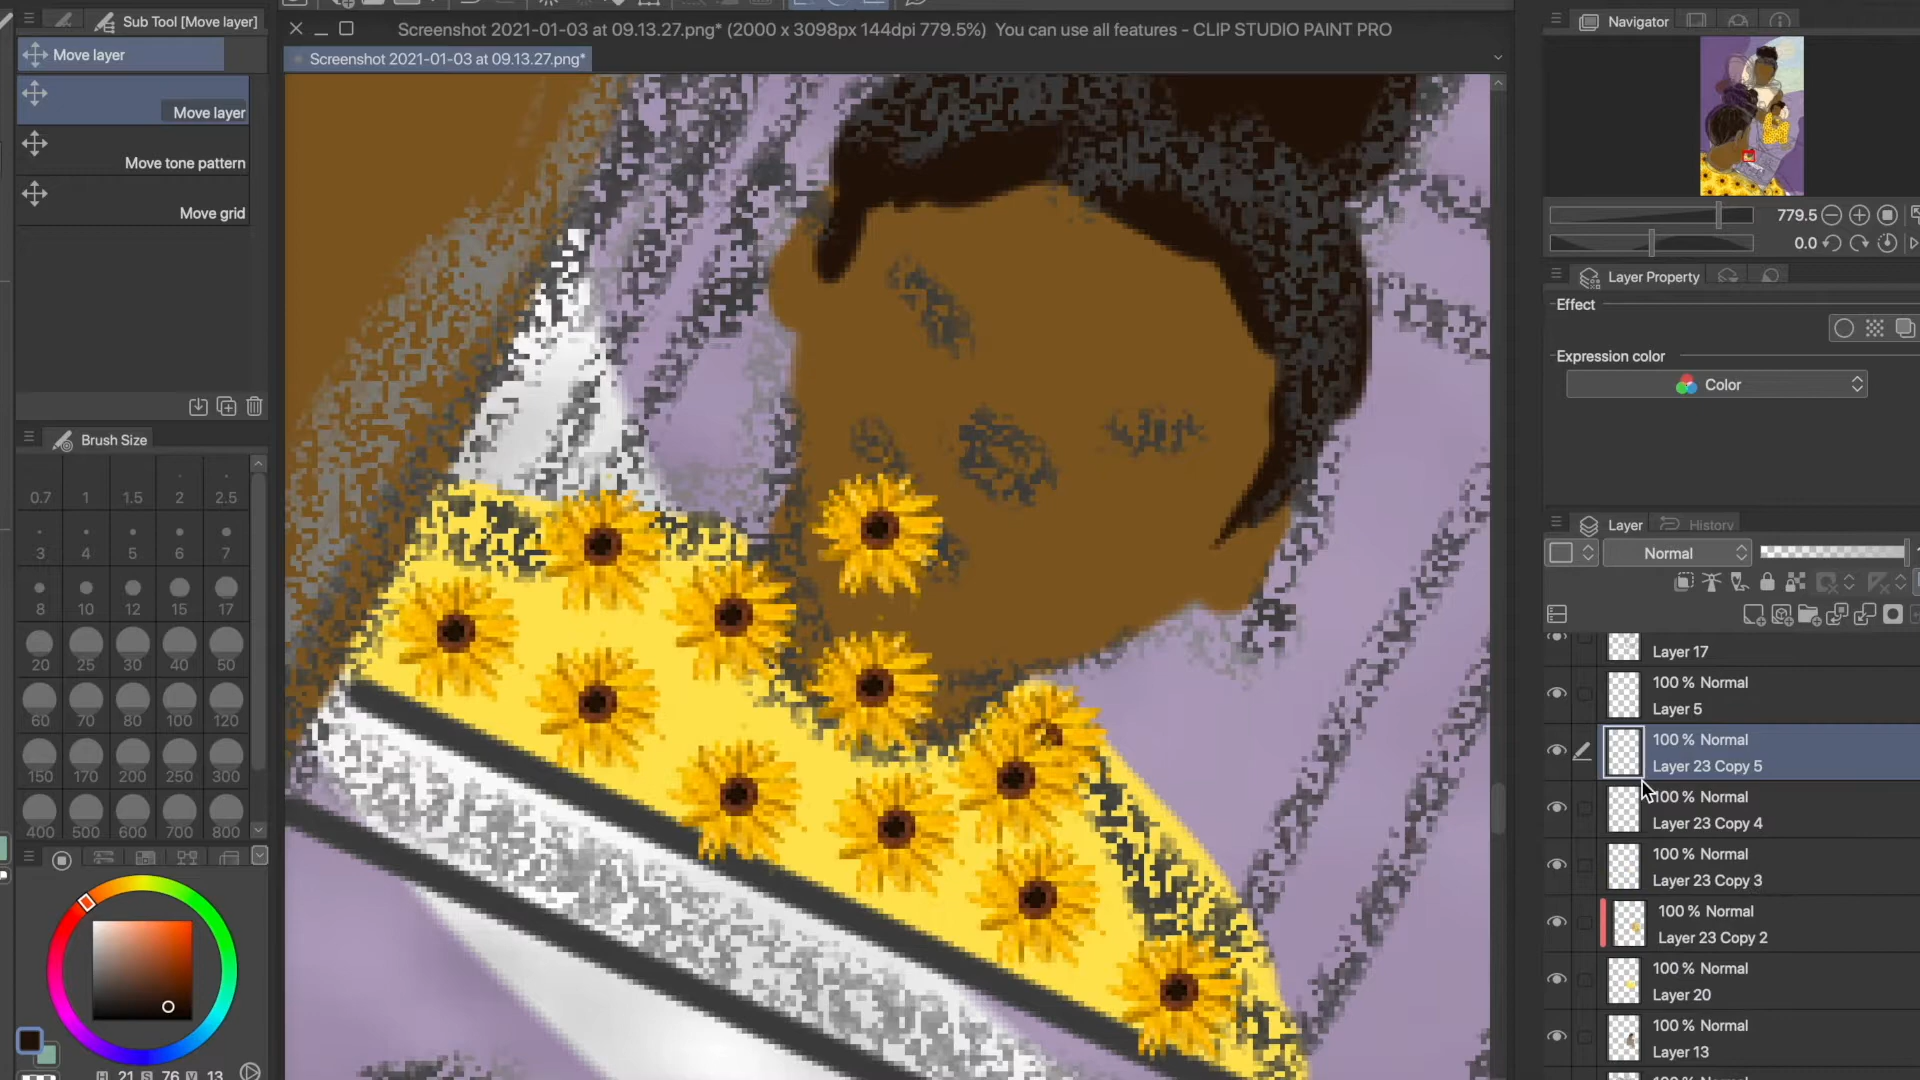 Sub Tool [Move layer]
Move layer
Move layer
Move tone pattern
Move grid
Brush Size
0.7 1 1.5 2 2.5
3 4 5 6 7
8 10 12 15 17
20 25 30 40 50
60 70 80 100 120
150 170 200 250 300
400 500 600 700 800
H 21 S 76 V 13
Screenshot 2021-01-03 at 09.13.27.png* (2000 x 3098px 144dpi 779.5%) You can use all features - CLIP STUDIO PAINT PRO
Screenshot 2021-01-03 at 09.13.27.png*
Navigator
779.5
0.0
Layer Property
Effect
Expression color
Color
Layer History
Normal
Layer 17
100 % Normal
Layer 5
100 % Normal
Layer 23 Copy 5
100 % Normal
Layer 23 Copy 4
100 % Normal
Layer 23 Copy 3
100 % Normal
Layer 23 Copy 2
100 % Normal
Layer 20
100 % Normal
Layer 13